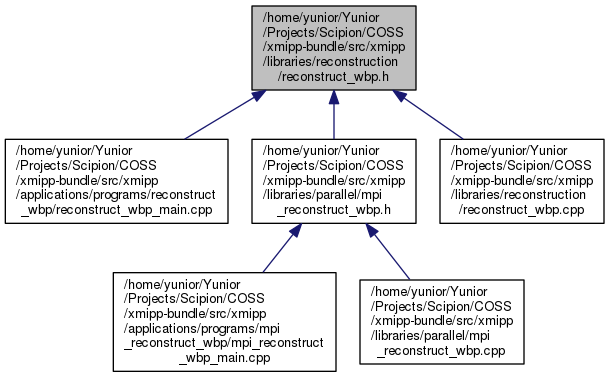 /home/yunior/Yunior
/Projects/Scipion/COSS
/xmipp-bundle/src/xmipp
/libraries/reconstruction
/reconstruct_wbp.h
/home/yunior/Yunior
/Projects/Scipion/COSS
/xmipp-bundle/src/xmipp
/applications/programs/reconstruct
_wbp/reconstruct_wbp_main.cpp
/home/yunior/Yunior
/Projects/Scipion/COSS
/xmipp-bundle/src/xmipp
/libraries/parallel/mpi
_reconstruct_wbp.h
/home/yunior/Yunior
/Projects/Scipion/COSS
/xmipp-bundle/src/xmipp
/libraries/reconstruction
/reconstruct_wbp.cpp
/home/yunior/Yunior
/Projects/Scipion/COSS
/xmipp-bundle/src/xmipp
/applications/programs/mpi
_reconstruct_wbp/mpi_reconstruct
_wbp_main.cpp
/home/yunior/Yunior
/Projects/Scipion/COSS
/xmipp-bundle/src/xmipp
/libraries/parallel/mpi
_reconstruct_wbp.cpp